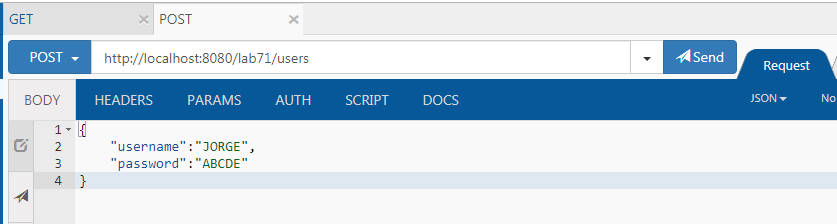 GET
POST
POST
http://localhost:8080/lab71/users
Send
Request
BODY
HEADERS
PARAMS
AUTH
SCRIPT
DOCS
JSON
No
1 {
2 "username":"JORGE",
3 "password":"ABCDE"
4 }